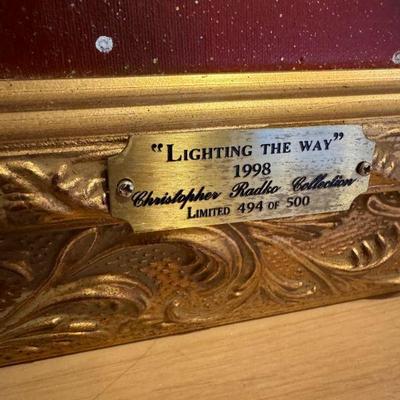 "Lighting the Way"
1998
Christopher Radko Collection
Limited 494 of 500